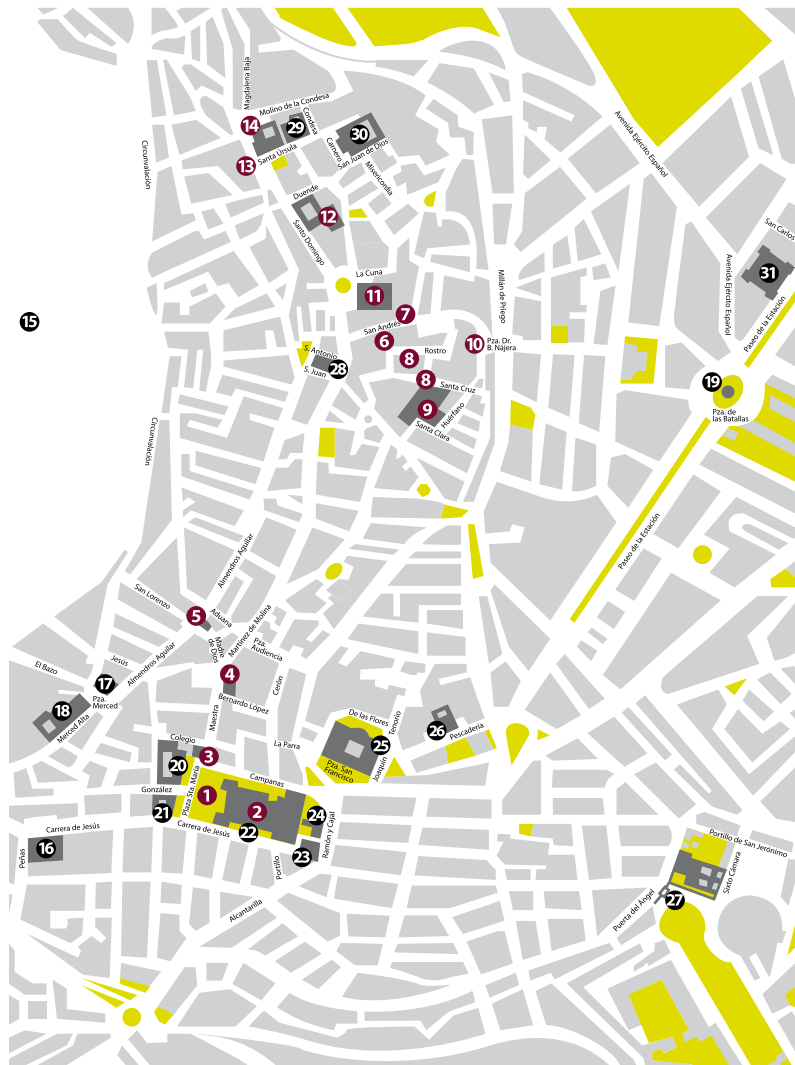 Magdalena Baja
Molino de la Condesa
14
29
Condesa
30
Avenida Ejército Español
Circunvalación
13
Santa Úrsula
Carnero
San Juan de Dios
Misericordia
Duende
12
Santo Domingo
San Carlos
31
Avenida Ejército Español
Paseo de la Estación
La Cuna
11
Millán de Priego
15
7
San Andrés
6
10
Pza. Dr.
B. Nájera
S. Antonio
28
S. Juan
8
Rostro
8
Santa Cruz
19
Pza. de
las Batallas
9
Huérfano
Santa Clara
Circunvalación
Paseo de la Estación
Almendros Aguilar
San Lorenzo
5
Aduana
Madre
de Dios
Martínez de Molina
Pza.
Audiencia
El Bazo
Jesús
17
Almendros Aguilar
4
Cerón
18
Pza.
Merced
Merced Alta
Bernardo López
Maestra
De las Flores
Tenorio
26
Pescadería
Colegio
3
La Parra
25
20
Pza. San
Francisco
Joaquín
González
Plaza Sta. María
1
Campanas
2
21
Carrera de Jesús
22
24
Ramón y Cajal
Carrera de Jesús
16
Peñas
23
Portillo
Portillo de San Jerónimo
Sixto Cámara
Alcantarilla
Puerta del Ángel
27